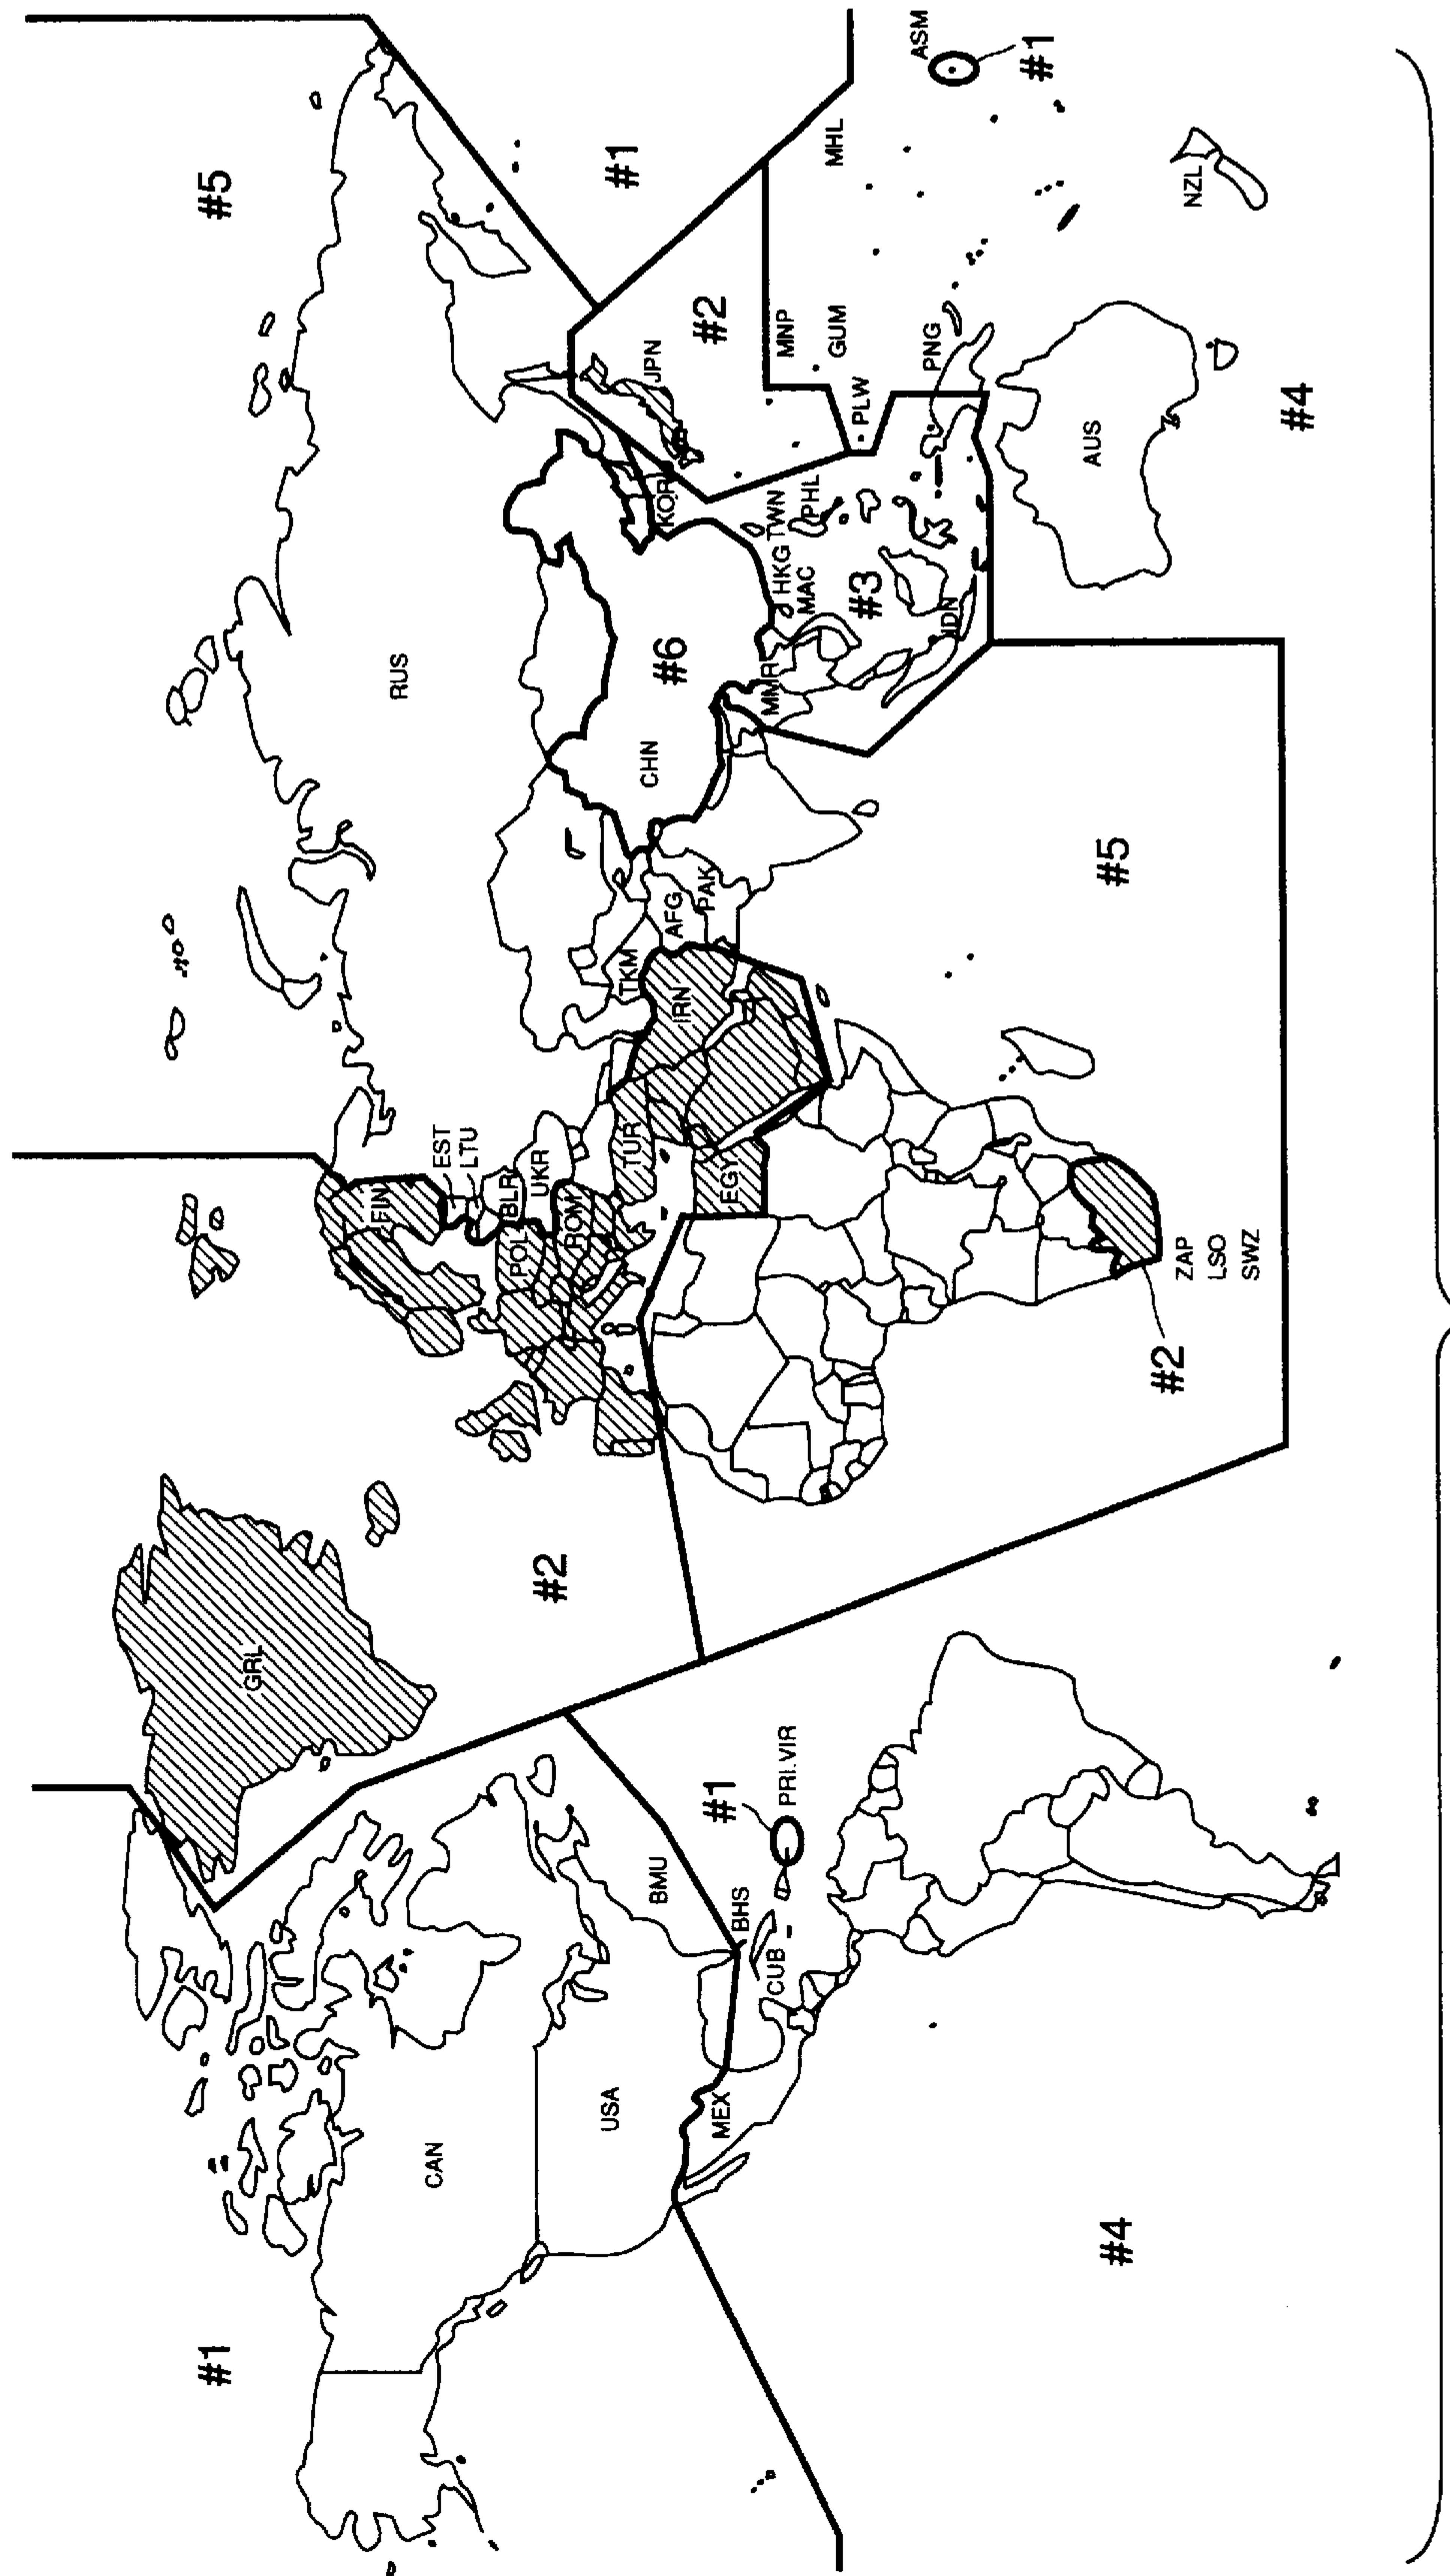 #1
CAN
USA
MEX
BMU
BHS
CUB
#1
PRI.VIR
#4
GRL
#2
FIN
EST
LTU
BLR
UKR
POL
ROM
TUR
EGY
IRN
TKM
AFG
PAK
#5
#2
ZAP
LSO
SWZ
#5
RUS
CHN
#6
MMR
HKG
MAC
TWN
PHL
#3
IDN
KOR
JPN
#2
#1
MNP
GUM
PLW
PNG
MHL
ASM
#1
AUS
NZL
#4